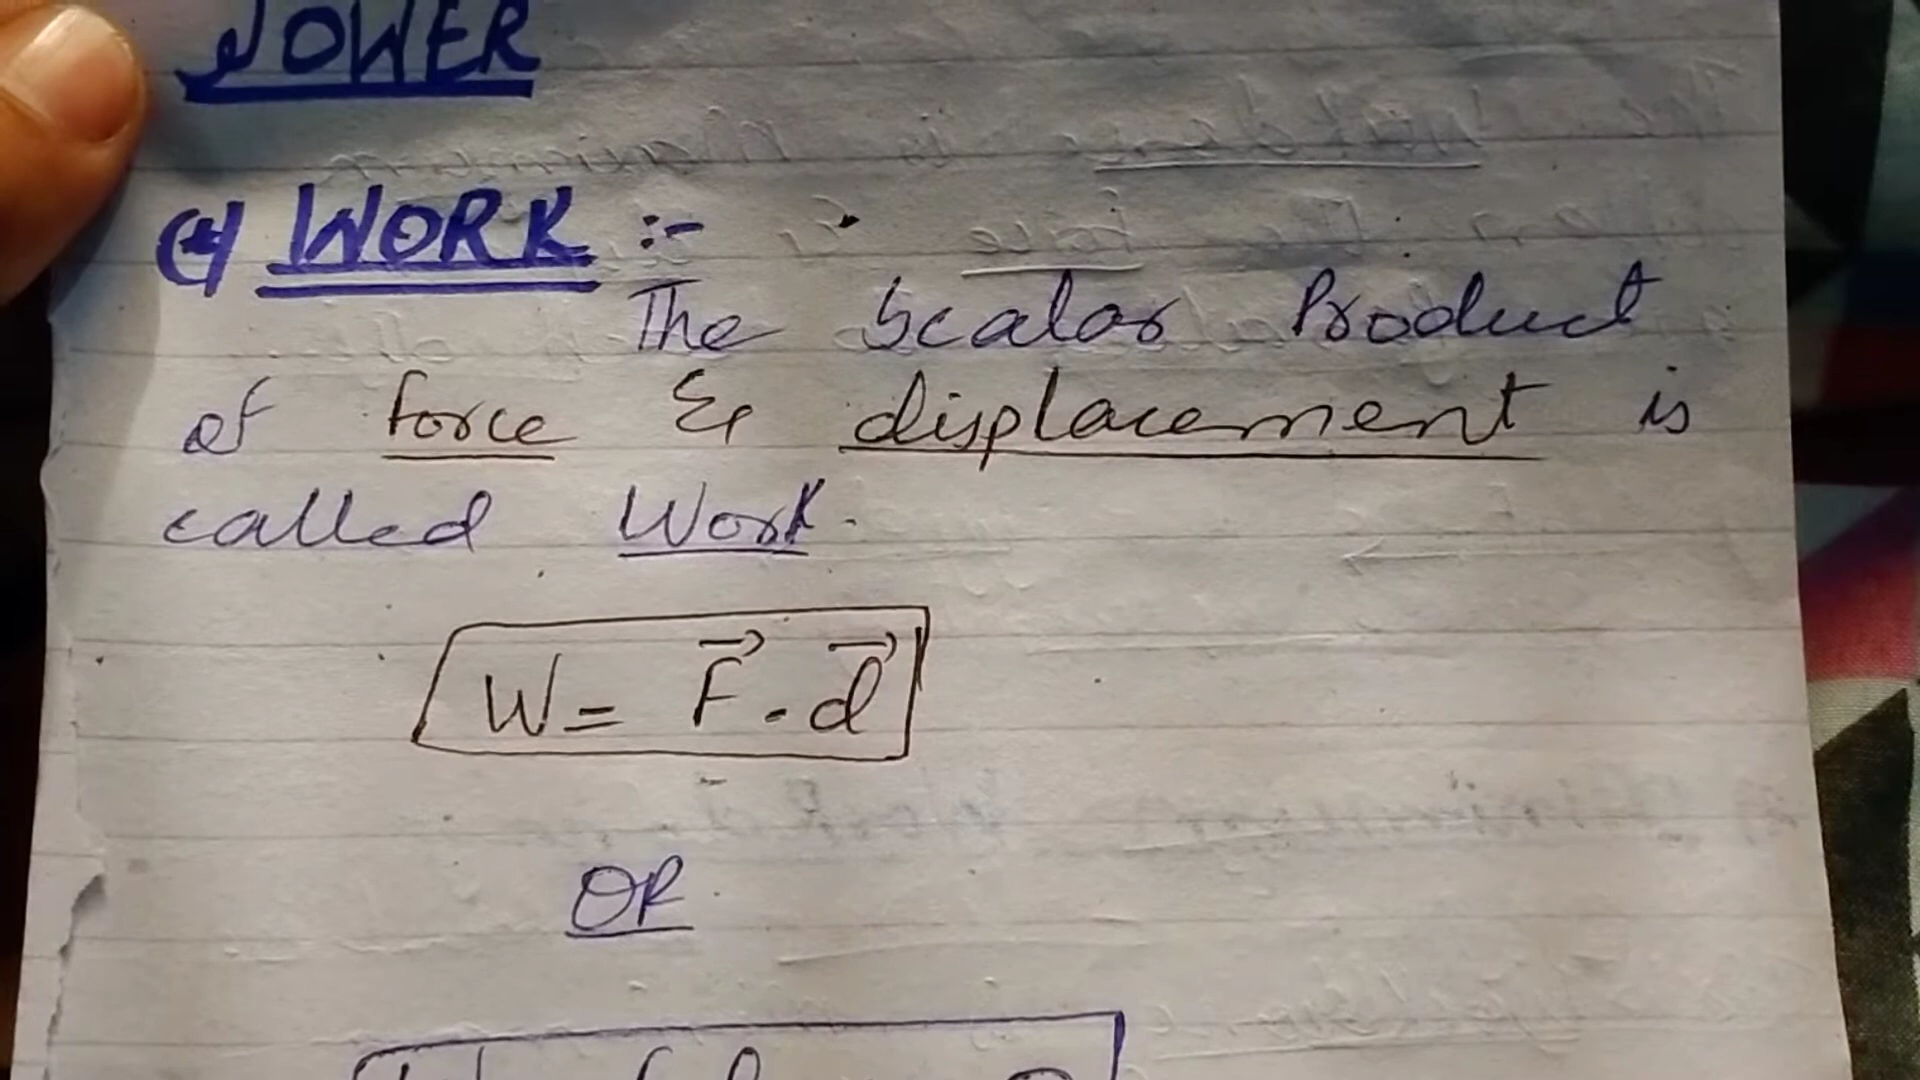 POWER
(*) WORK :-
The Scalar Product
of force & displacement is
called Work.
W = F⃗ . d⃗
OR